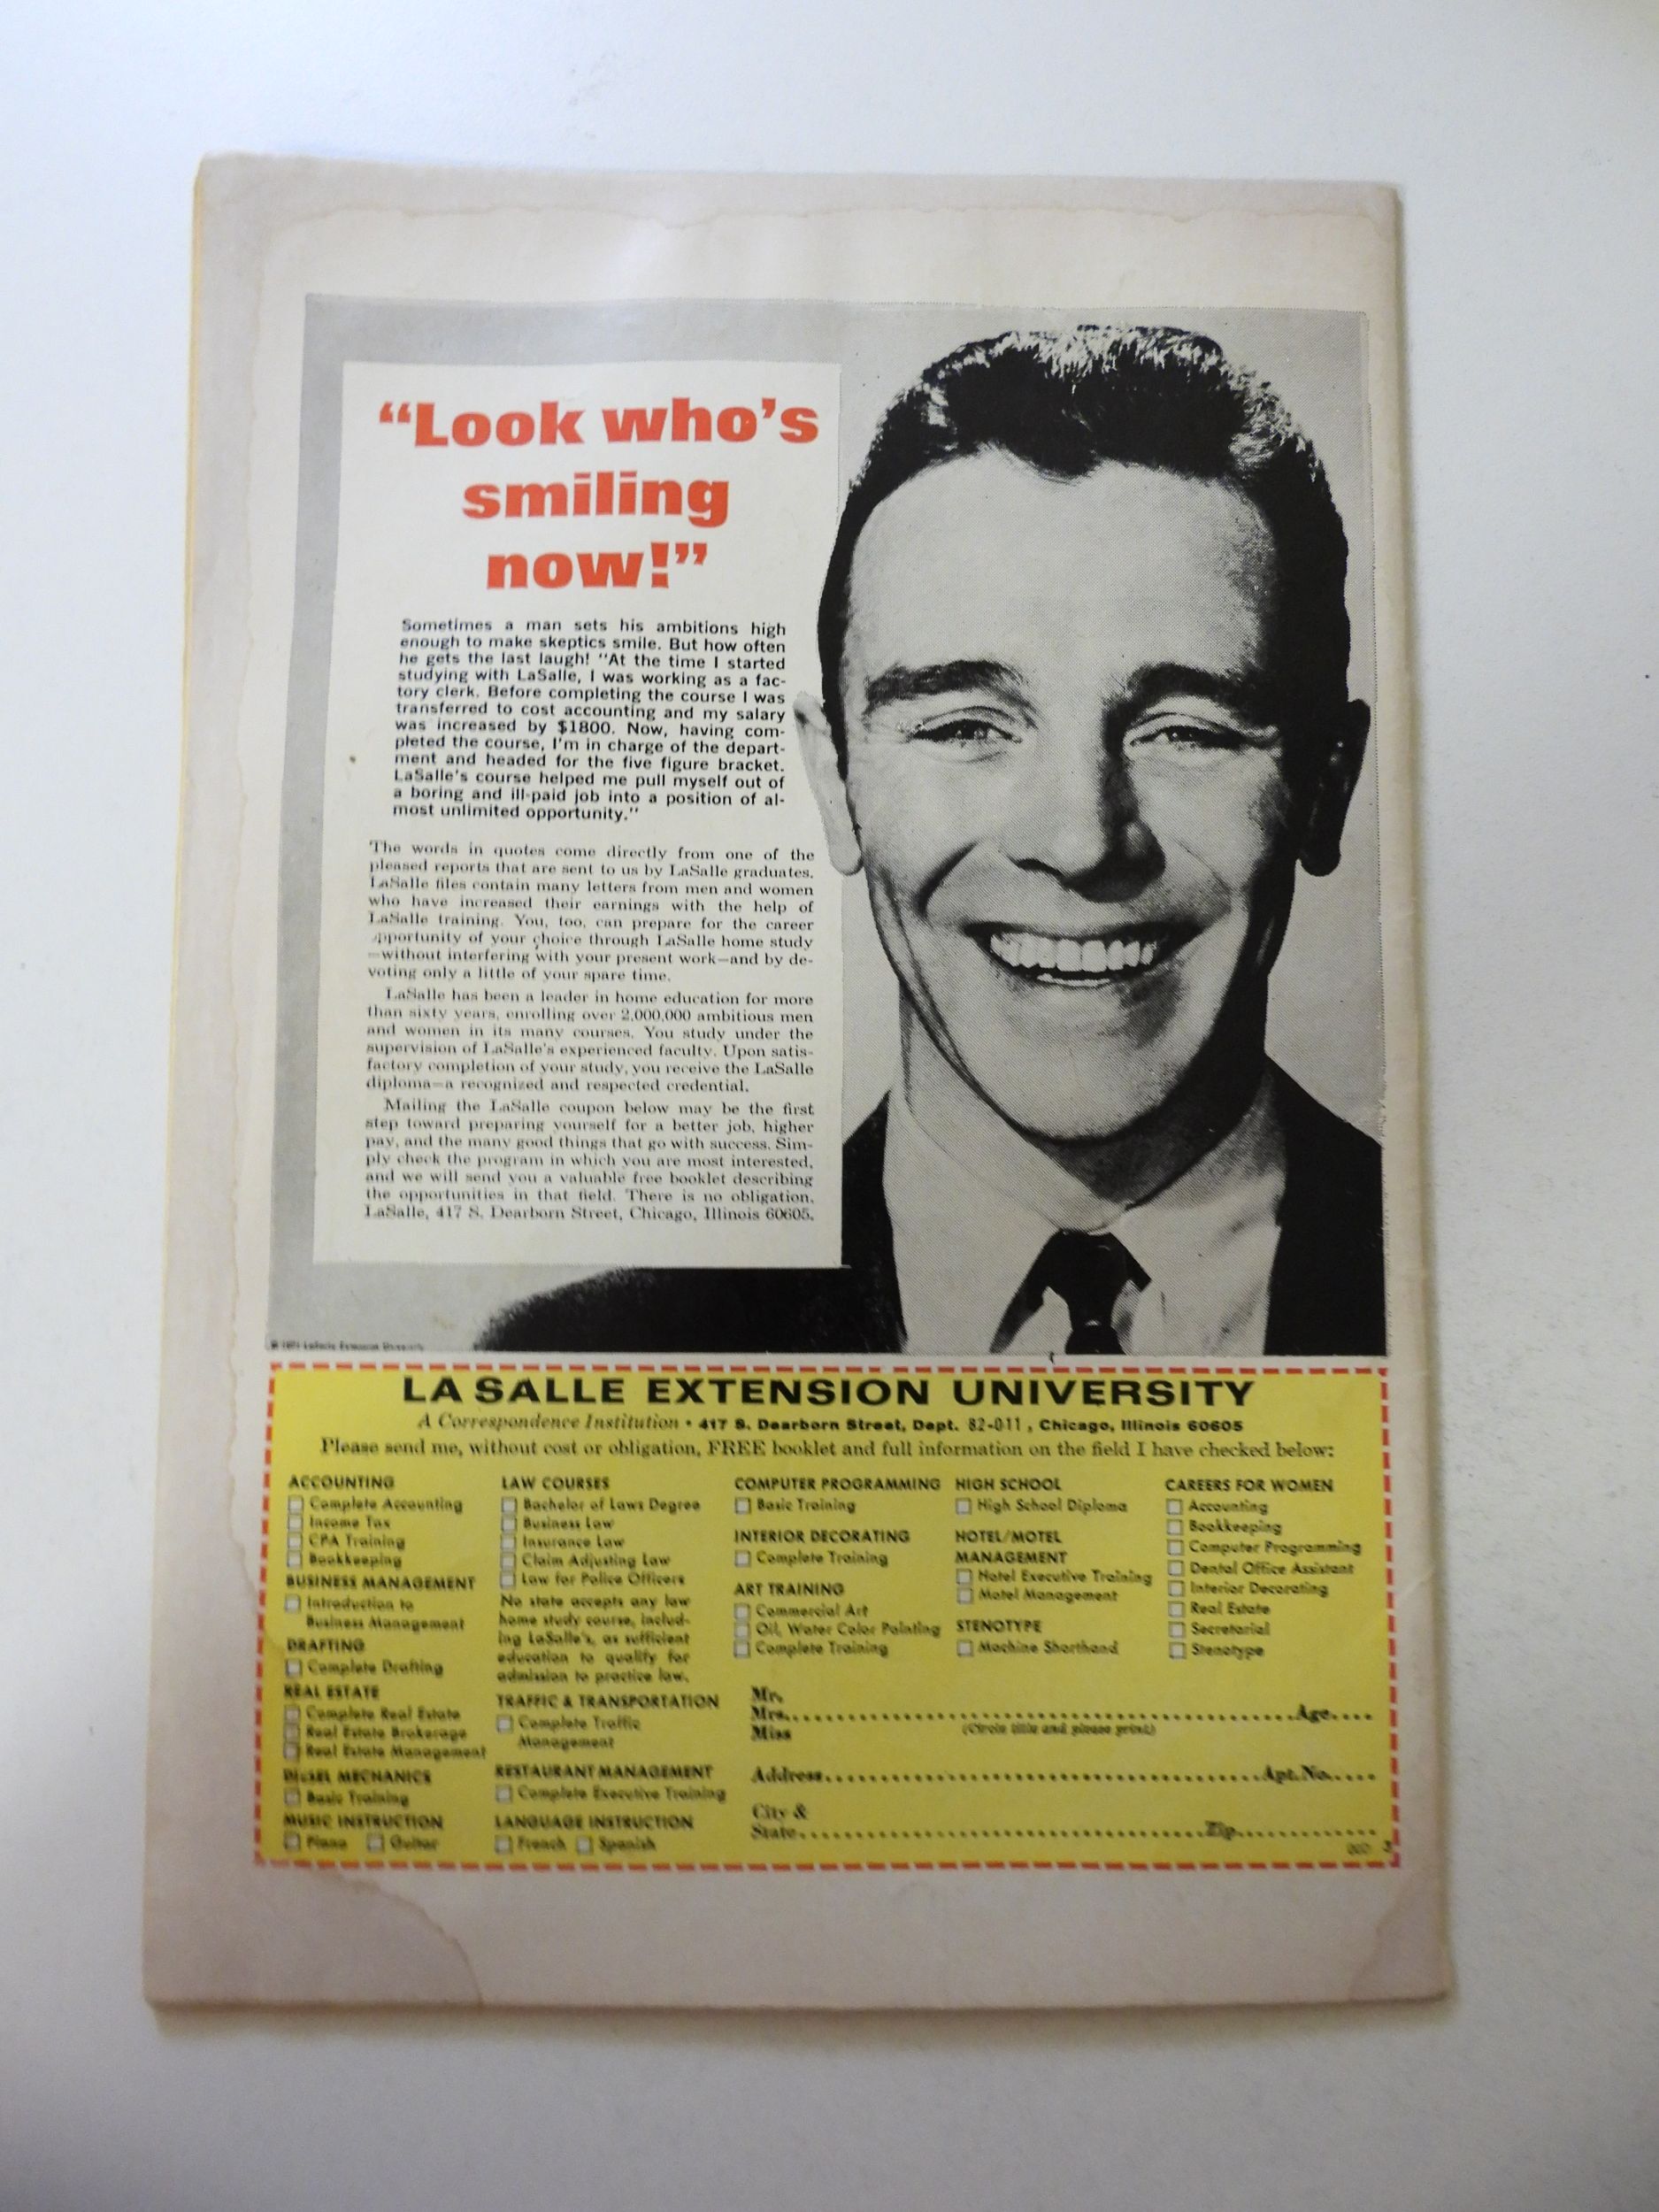 “Look who’s
smiling
now!”
Sometimes a man sets his ambitions high
enough to make skeptics smile. But how often
he gets the last laugh! “At the time I started
studying with LaSalle, I was working as a fac-
tory clerk. Before completing the course I was
transferred to cost accounting and my salary
was increased by $1800. Now, having com-
pleted the course, I'm in charge of the depart-
ment and headed for the five figure bracket.
LaSalle's course helped me pull myself out of
a boring and ill-paid job into a position of al-
most unlimited opportunity.”
The words in quotes come directly from one of the
pleased reports that are sent to us by LaSalle graduates.
LaSalle files contain many letters from men and women
who have increased their earnings with the help of
LaSalle training. You, too, can prepare for the career
opportunity of your choice through LaSalle home study
—without interfering with your present work—and by de-
voting only a little of your spare time.
LaSalle has been a leader in home education for more
than sixty years, enrolling over 2,000,000 ambitious men
and women in its many courses. You study under the
supervision of LaSalle's experienced faculty. Upon satis-
factory completion of your study, you receive the LaSalle
diploma—a recognized and respected credential.
Mailing the LaSalle coupon below may be the first
step toward preparing yourself for a better job, higher
pay, and the many good things that go with success. Sim-
ply check the program in which you are most interested,
and we will send you a valuable free booklet describing
the opportunities in that field. There is no obligation.
LaSalle, 417 S. Dearborn Street, Chicago, Illinois 60605.
LaSalle Extension University
LA SALLE EXTENSION UNIVERSITY
A Correspondence Institution • 417 S. Dearborn Street, Dept. 82-011, Chicago, Illinois 60605
Please send me, without cost or obligation, FREE booklet and full information on the field I have checked below:
ACCOUNTING
Complete Accounting
Income Tax
CPA Training
Bookkeeping
BUSINESS MANAGEMENT
Introduction to
Business Management
DRAFTING
Complete Drafting
REAL ESTATE
Complete Real Estate
Real Estate Brokerage
Real Estate Management
DIESEL MECHANICS
Basic Training
MUSIC INSTRUCTION
Piano Guitar
LAW COURSES
Bachelor of Laws Degree
Business Law
Insurance Law
Claim Adjusting Law
Law for Police Officers
No state accepts any law
home study course, includ-
ing LaSalle's, as sufficient
education to qualify for
admission to practice law.
TRAFFIC & TRANSPORTATION
Complete Traffic
Management
RESTAURANT MANAGEMENT
Complete Executive Training
LANGUAGE INSTRUCTION
French Spanish
COMPUTER PROGRAMMING
Basic Training
INTERIOR DECORATING
Complete Training
ART TRAINING
Commercial Art
Oil, Water Color Painting
Complete Training
HIGH SCHOOL
High School Diploma
HOTEL/MOTEL
MANAGEMENT
Hotel Executive Training
Motel Management
STENOTYPE
Machine Shorthand
CAREERS FOR WOMEN
Accounting
Bookkeeping
Computer Programming
Dental Office Assistant
Interior Decorating
Real Estate
Secretarial
Stenotype
Mr.
Mrs. Age
Miss
(Circle title and please print)
Address Apt. No.
City &
State Zip